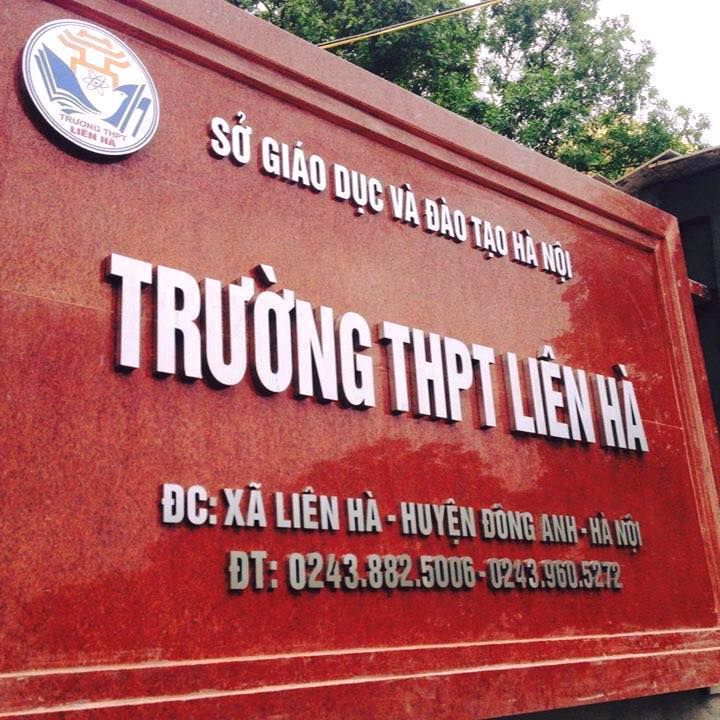 TRƯỜNG THPT
LIÊN HÀ
SỞ GIÁO DỤC VÀ ĐÀO TẠO HÀ NỘI
TRƯỜNG THPT LIÊN HÀ
ĐC: XÃ LIÊN HÀ - HUYỆN ĐÔNG ANH - HÀ NỘI
ĐT: 0243.882.5006 - 0243.960.5272